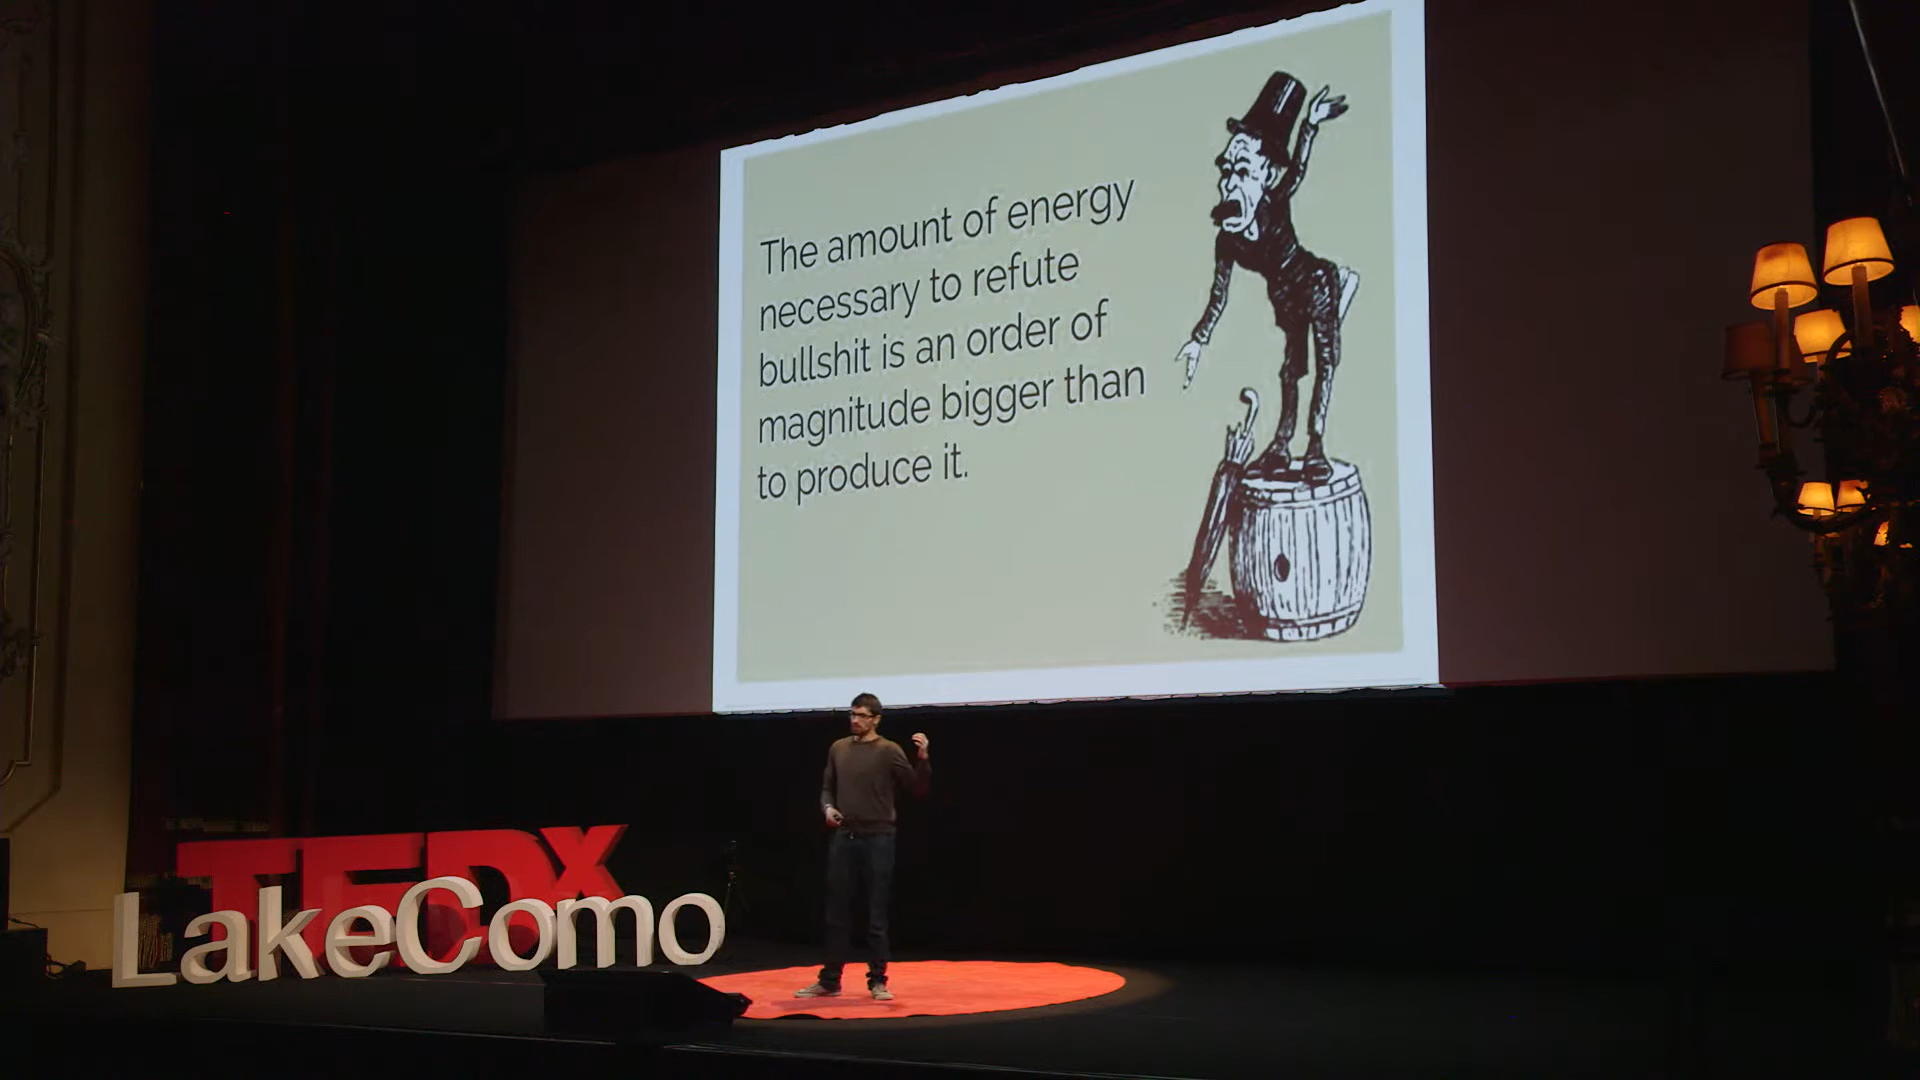 The amount of energy
necessary to refute
bullshit is an order of
magnitude bigger than
to produce it.
TEDx
LakeComo